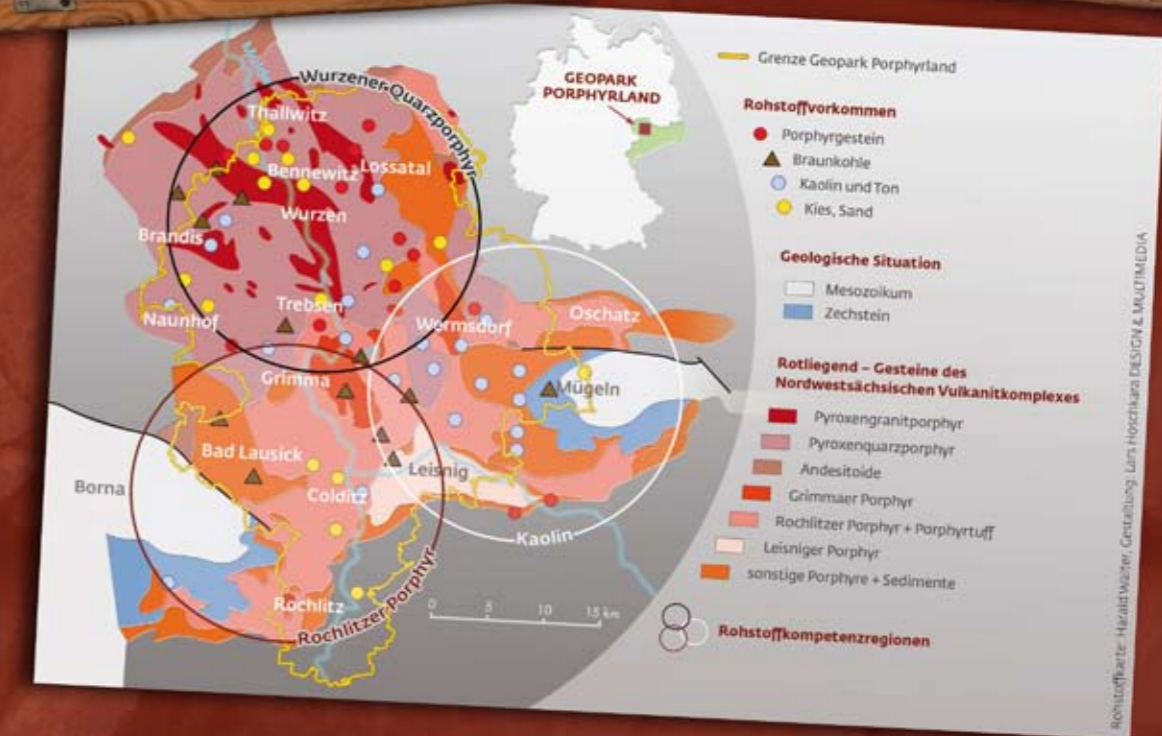 Wurzener Quarzporphyr
Thallwitz
Bennewitz
Lossatal
Wurzen
Brandis
Trebsen
Naunhof
Wermsdorf
Oschatz
Grimma
Mügeln
Bad Lausick
Leisnig
Borna
Colditz
Kaolin
Rochlitz
Rochlitzer Porphyr
0 5 10 15 km
GEOPARK
PORPHYRLAND
Grenze Geopark Porphyrland
Rohstoffvorkommen
Porphyrgestein
Braunkohle
Kaolin und Ton
Kies, Sand
Geologische Situation
Mesozoikum
Zechstein
Rotliegend – Gesteine des
Nordwestsächsischen Vulkanitkomplexes
Pyroxengranitporphyr
Pyroxenquarzporphyr
Andesitoide
Grimmaer Porphyr
Rochlitzer Porphyr + Porphyrtuff
Leisniger Porphyr
sonstige Porphyre + Sedimente
Rohstoffkompetenzregionen
Rohstoffkarte: Harald Walter, Gestaltung: Lars Hoschkara DESIGN & MULTIMEDIA